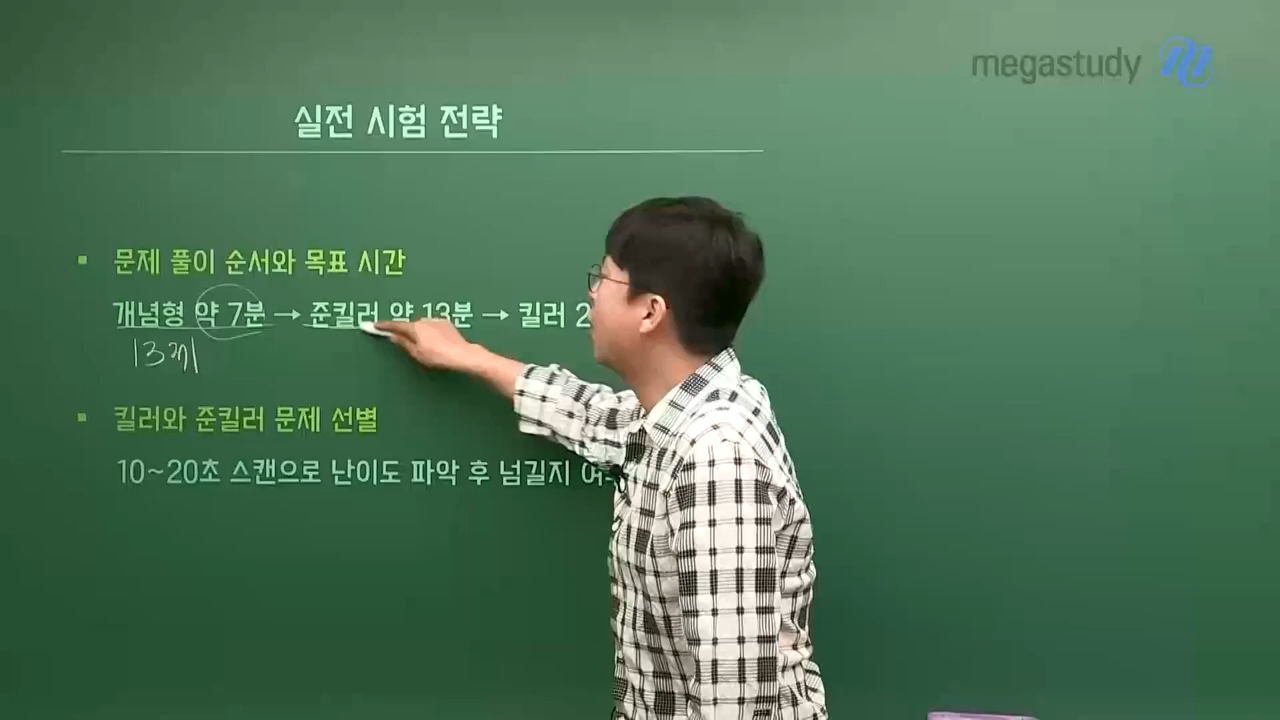 megastudy
실전 시험 전략
문제 풀이 순서와 목표 시간
개념형 약 7분 → 준킬러 약 13분 → 킬러 2
13개
킬러와 준킬러 문제 선별
10~20초 스캔으로 난이도 파악 후 넘길지